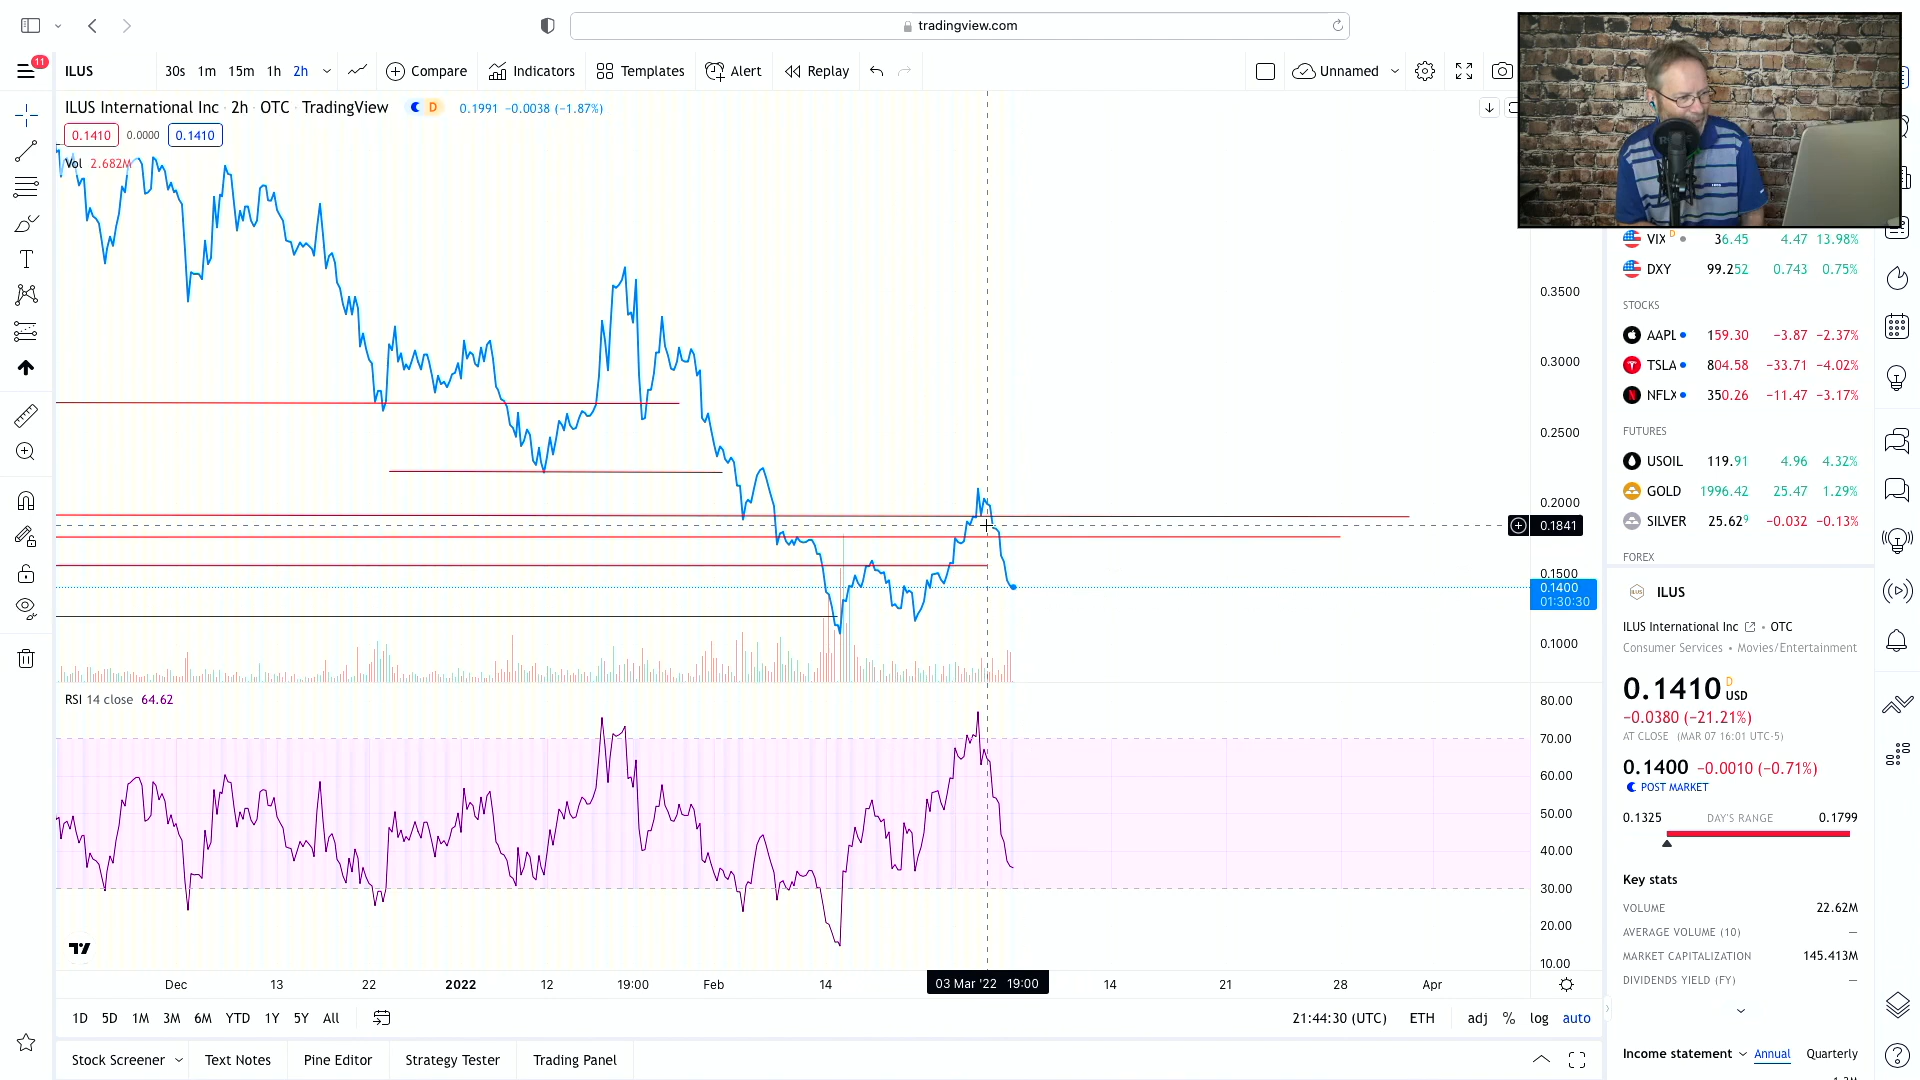 tradingview.com
11
ILUS
30s 1m 15m 1h 2h
Compare
Indicators
Templates
Alert
Replay
Unnamed
ILUS International Inc · 2h · OTC · TradingView
D
0.1991 −0.0038 (−1.87%)
0.1410 0.0000 0.1410
Vol 2.682M
0.3500
0.3000
0.2500
0.2000
0.1841
0.1500
0.1400
01:30:30
0.1000
RSI 14 close 64.62
80.00
70.00
60.00
50.00
40.00
30.00
20.00
10.00
Dec 13 22 2022 12 19:00 Feb 14 03 Mar '22 19:00 14 21 28 Apr
1D 5D 1M 3M 6M YTD 1Y 5Y All
21:44:30 (UTC) ETH adj % log auto
Stock Screener Text Notes Pine Editor Strategy Tester Trading Panel
VIX D 36.45 4.47 13.98%
DXY 99.252 0.743 0.75%
STOCKS
AAPL 159.30 −3.87 −2.37%
TSLA 804.58 −33.71 −4.02%
NFLX 350.26 −11.47 −3.17%
FUTURES
USOIL 119.91 4.96 4.32%
GOLD 1996.42 25.47 1.29%
SILVER 25.629 −0.032 −0.13%
FOREX
ILUS
ILUS International Inc • OTC
Consumer Services • Movies/Entertainment
0.1410 D USD
−0.0380 (−21.21%)
AT CLOSE (MAR 07 16:01 UTC-5)
0.1400 −0.0010 (−0.71%)
POST MARKET
0.1325 DAY'S RANGE 0.1799
Key stats
VOLUME 22.62M
AVERAGE VOLUME (10) —
MARKET CAPITALIZATION 145.413M
DIVIDENDS YIELD (FY) —
Income statement Annual Quarterly